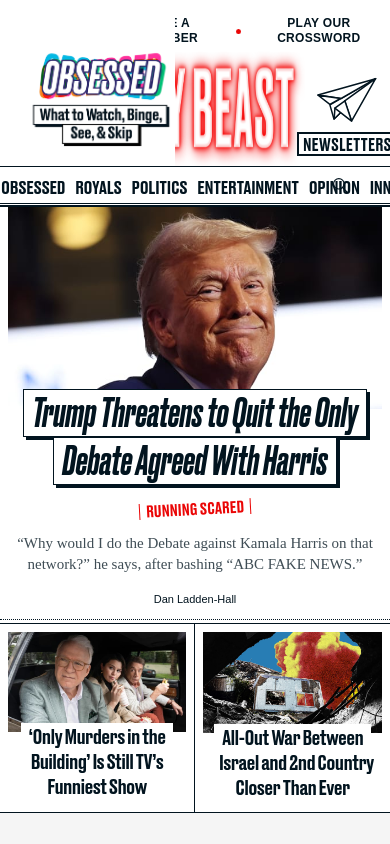 E A
BER
PLAY OUR
CROSSWORD
OBSESSED
What to Watch, Binge,
See, & Skip
Y BEAST
NEWSLETTERS
OBSESSED ROYALS POLITICS ENTERTAINMENT OPINION INN
Trump Threatens to Quit the Only
Debate Agreed With Harris
RUNNING SCARED
“Why would I do the Debate against Kamala Harris on that
network?” he says, after bashing “ABC FAKE NEWS.”
Dan Ladden-Hall
‘Only Murders in the
Building’ Is Still TV’s
Funniest Show
All-Out War Between
Israel and 2nd Country
Closer Than Ever